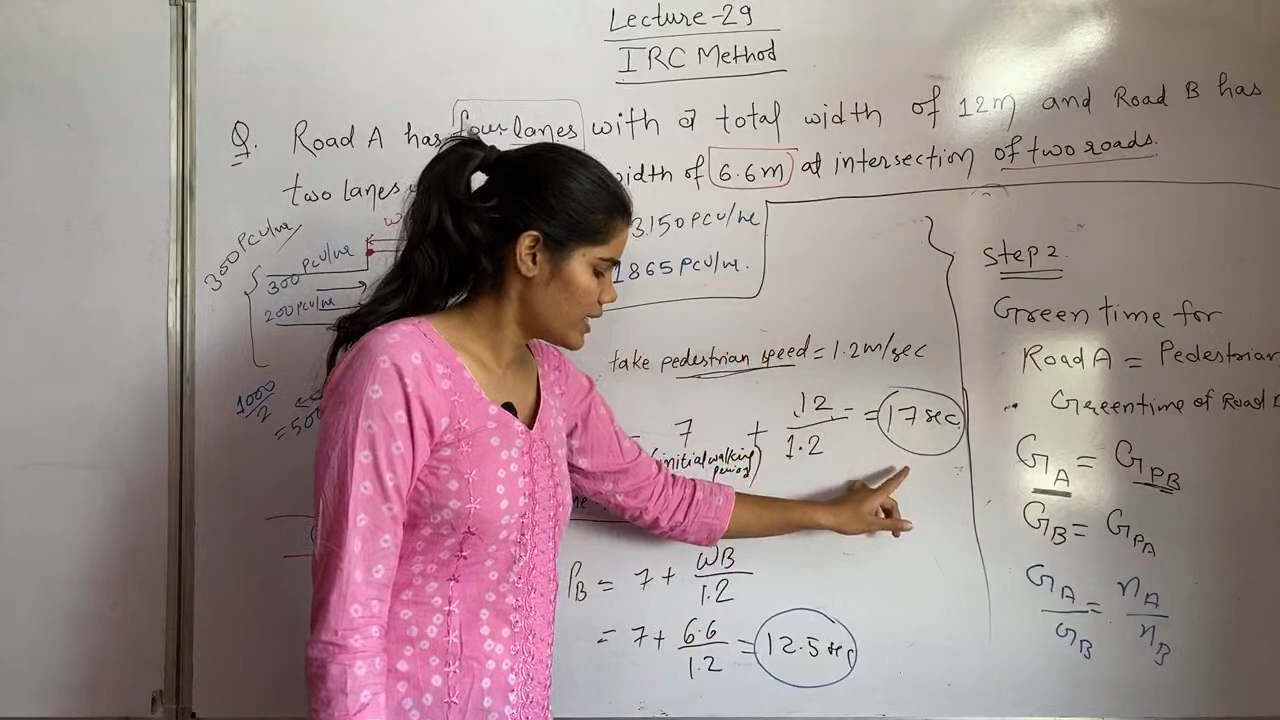 Lecture-29
IRC Method
Q. Road A has four lanes with a total width of 12m and Road B has
two lanes width of 6.6m at intersection of two roads.
300 PCU/hr
300 PCU/hr
200 PCU/hr
1000/2
=500
3150 PCU/hr
1865 PCU/hr.
take pedestrian speed = 1.2m/sec
7 + 12/1.2 = 17 sec
(initial walking period)
PB = 7 + WB/1.2
= 7 + 6.6/1.2 = 12.5 sec
Step 2.
Green time for
Road A = Pedestrian
Green time of Road
GA = GPB
GB = GPA
GA/GB = nA/nB